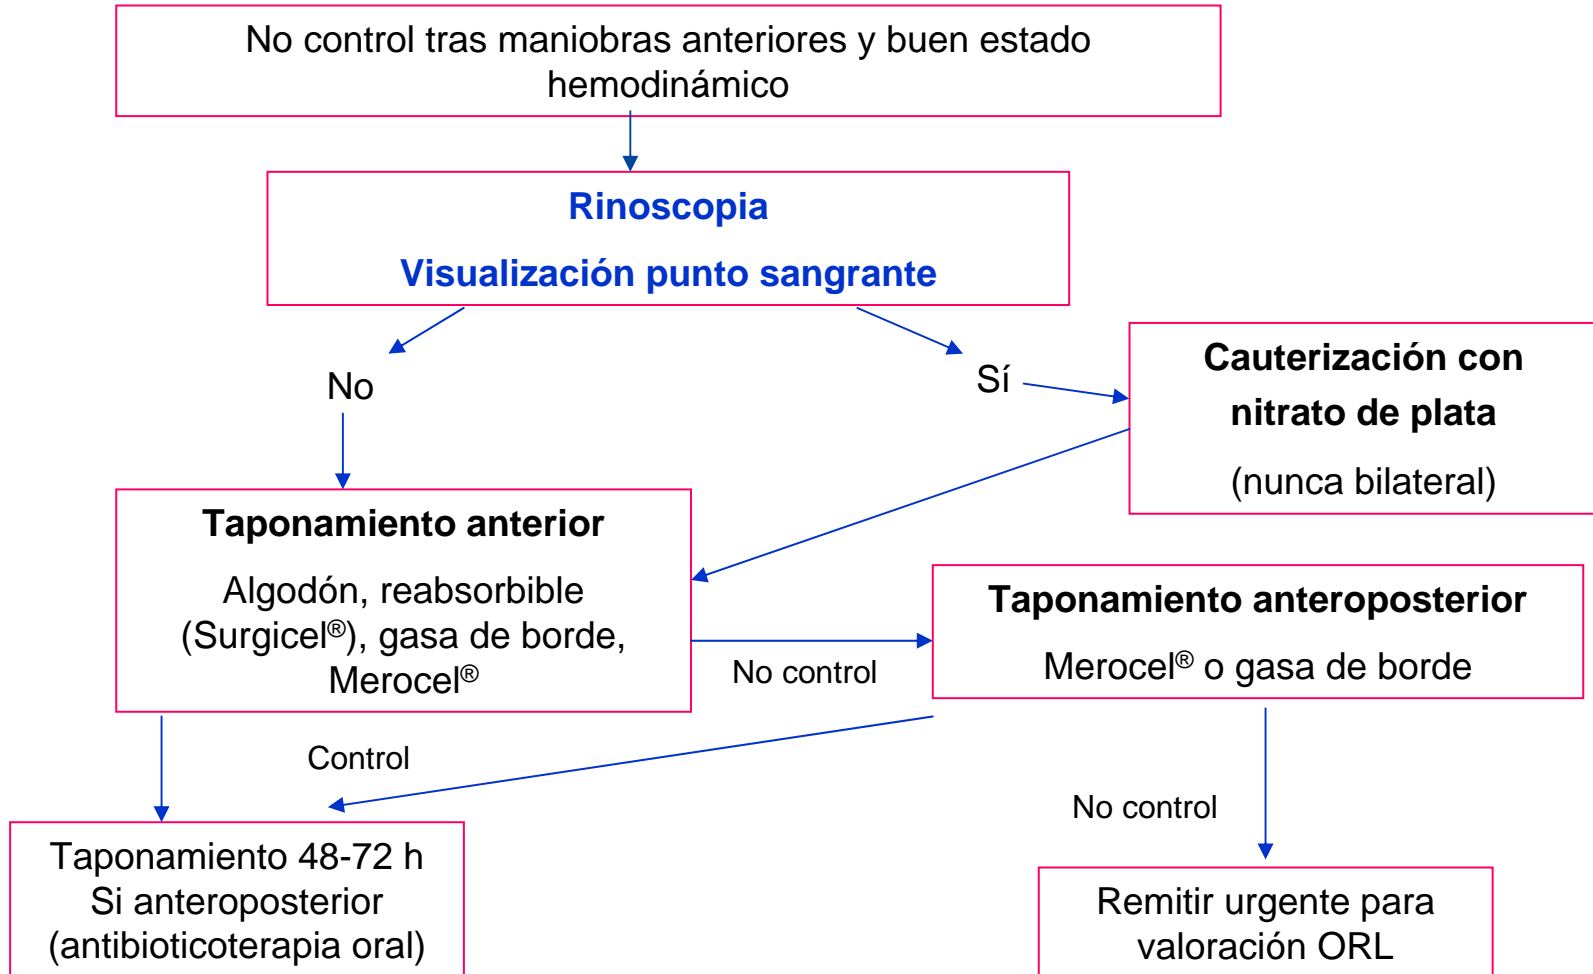 No control tras maniobras anteriores y buen estado
hemodinámico
Rinoscopia
Visualización punto sangrante
No
Sí
Cauterización con
nitrato de plata
(nunca bilateral)
Taponamiento anterior
Algodón, reabsorbible
(Surgicel®), gasa de borde,
Merocel®
No control
Taponamiento anteroposterior
Merocel® o gasa de borde
Control
No control
Taponamiento 48-72 h
Si anteroposterior
(antibioticoterapia oral)
Remitir urgente para
valoración ORL